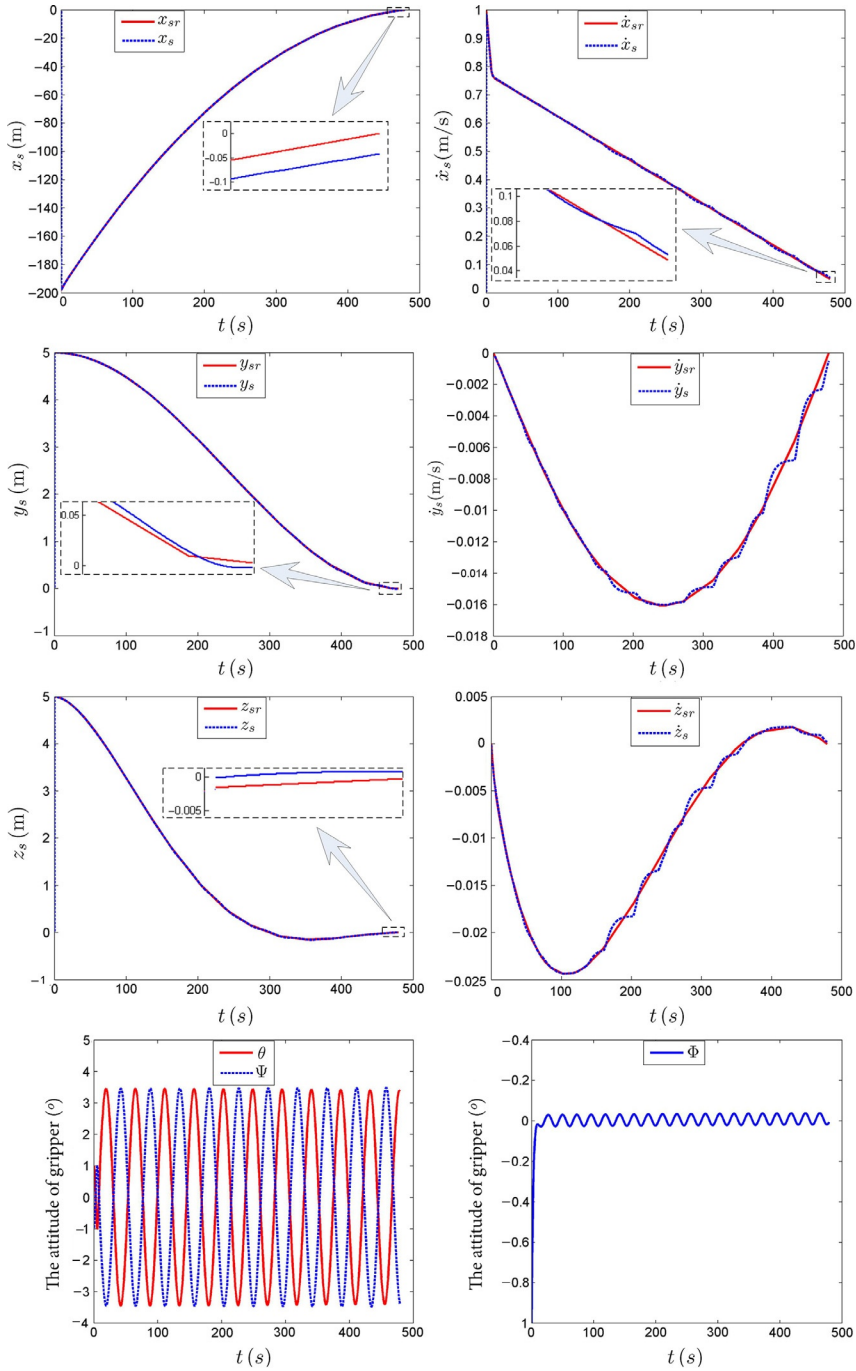 x_s (m)
0
−20
−40
−60
−80
−100
−120
−140
−160
−180
−200
x_sr
x_s
0
−0.05
−0.1
0 100 200 300 400 500
t (s)
ẋ_s (m/s)
1
0.9
0.8
0.7
0.6
0.5
0.4
0.3
0.2
0.1
0
ẋ_sr
ẋ_s
0.1
0.08
0.06
0.04
0 100 200 300 400 500
t (s)
y_s (m)
5
4
3
2
1
0
−1
y_sr
y_s
0.05
0
0 100 200 300 400 500
t (s)
ẏ_s (m/s)
0
−0.002
−0.004
−0.006
−0.008
−0.01
−0.012
−0.014
−0.016
−0.018
ẏ_sr
ẏ_s
0 100 200 300 400 500
t (s)
z_s (m)
5
4
3
2
1
0
−1
z_sr
z_s
0
−0.005
0 100 200 300 400 500
t (s)
ż_s (m)
0.005
0
−0.005
−0.01
−0.015
−0.02
−0.025
ż_sr
ż_s
0 100 200 300 400 500
t (s)
The attitude of gripper (o)
5
4
3
2
1
0
−1
−2
−3
−4
θ
Ψ
0 100 200 300 400 500
t (s)
The attitude of gripper (o)
−0.4
−0.2
0
−0.2
−0.4
−0.6
−0.8
1
Φ
0 100 200 300 400 500
t (s)